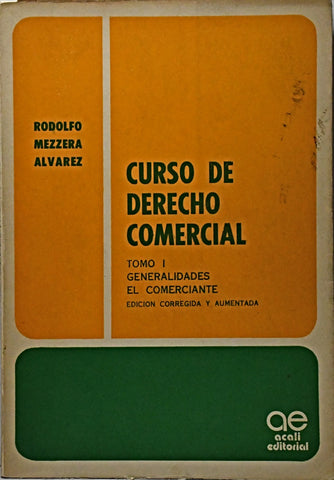 RODOLFO
MEZZERA
ALVAREZ
CURSO DE
DERECHO
COMERCIAL
TOMO I
GENERALIDADES
EL COMERCIANTE
EDICION CORREGIDA Y AUMENTADA
ae
acali
editorial